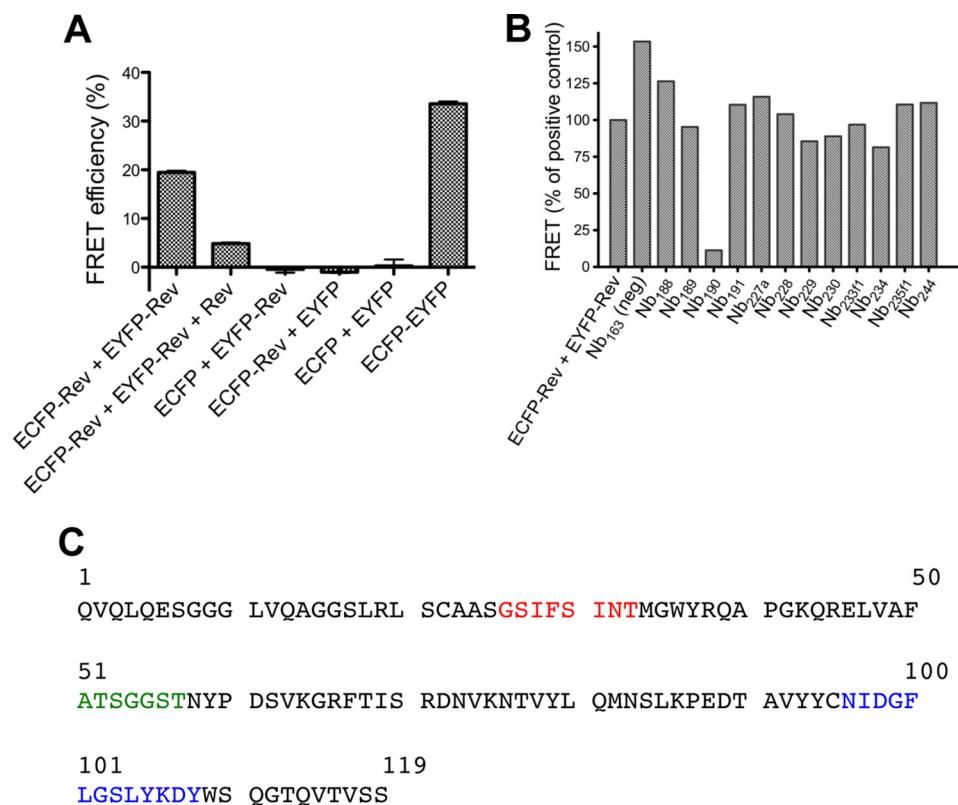 A
FRET efficiency (%)
40
30
20
10
0
ECFP-Rev + EYFP-Rev
ECFP-Rev + EYFP-Rev + Rev
ECFP + EYFP-Rev
ECFP-Rev + EYFP
ECFP + EYFP
ECFP-EYFP
B
FRET (% of positive control)
150
125
100
75
50
25
0
ECFP-Rev + EYFP-Rev
Nb163 (neg)
Nb188
Nb189
Nb190
Nb191
Nb227a
Nb228
Nb229
Nb230
Nb233f1
Nb234
Nb235f1
Nb244
C
1 50
QVQLQESGGG LVQAGGSLRL SCAASGSIFS INTMGWYRQA PGKQRELVAF
51 100
ATSGGSTNYP DSVKGRFTIS RDNVKNTVYL QMNSLKPEDT AVYYCNIDGF
101 119
LGSLYKDYWS QGTQVTVSS